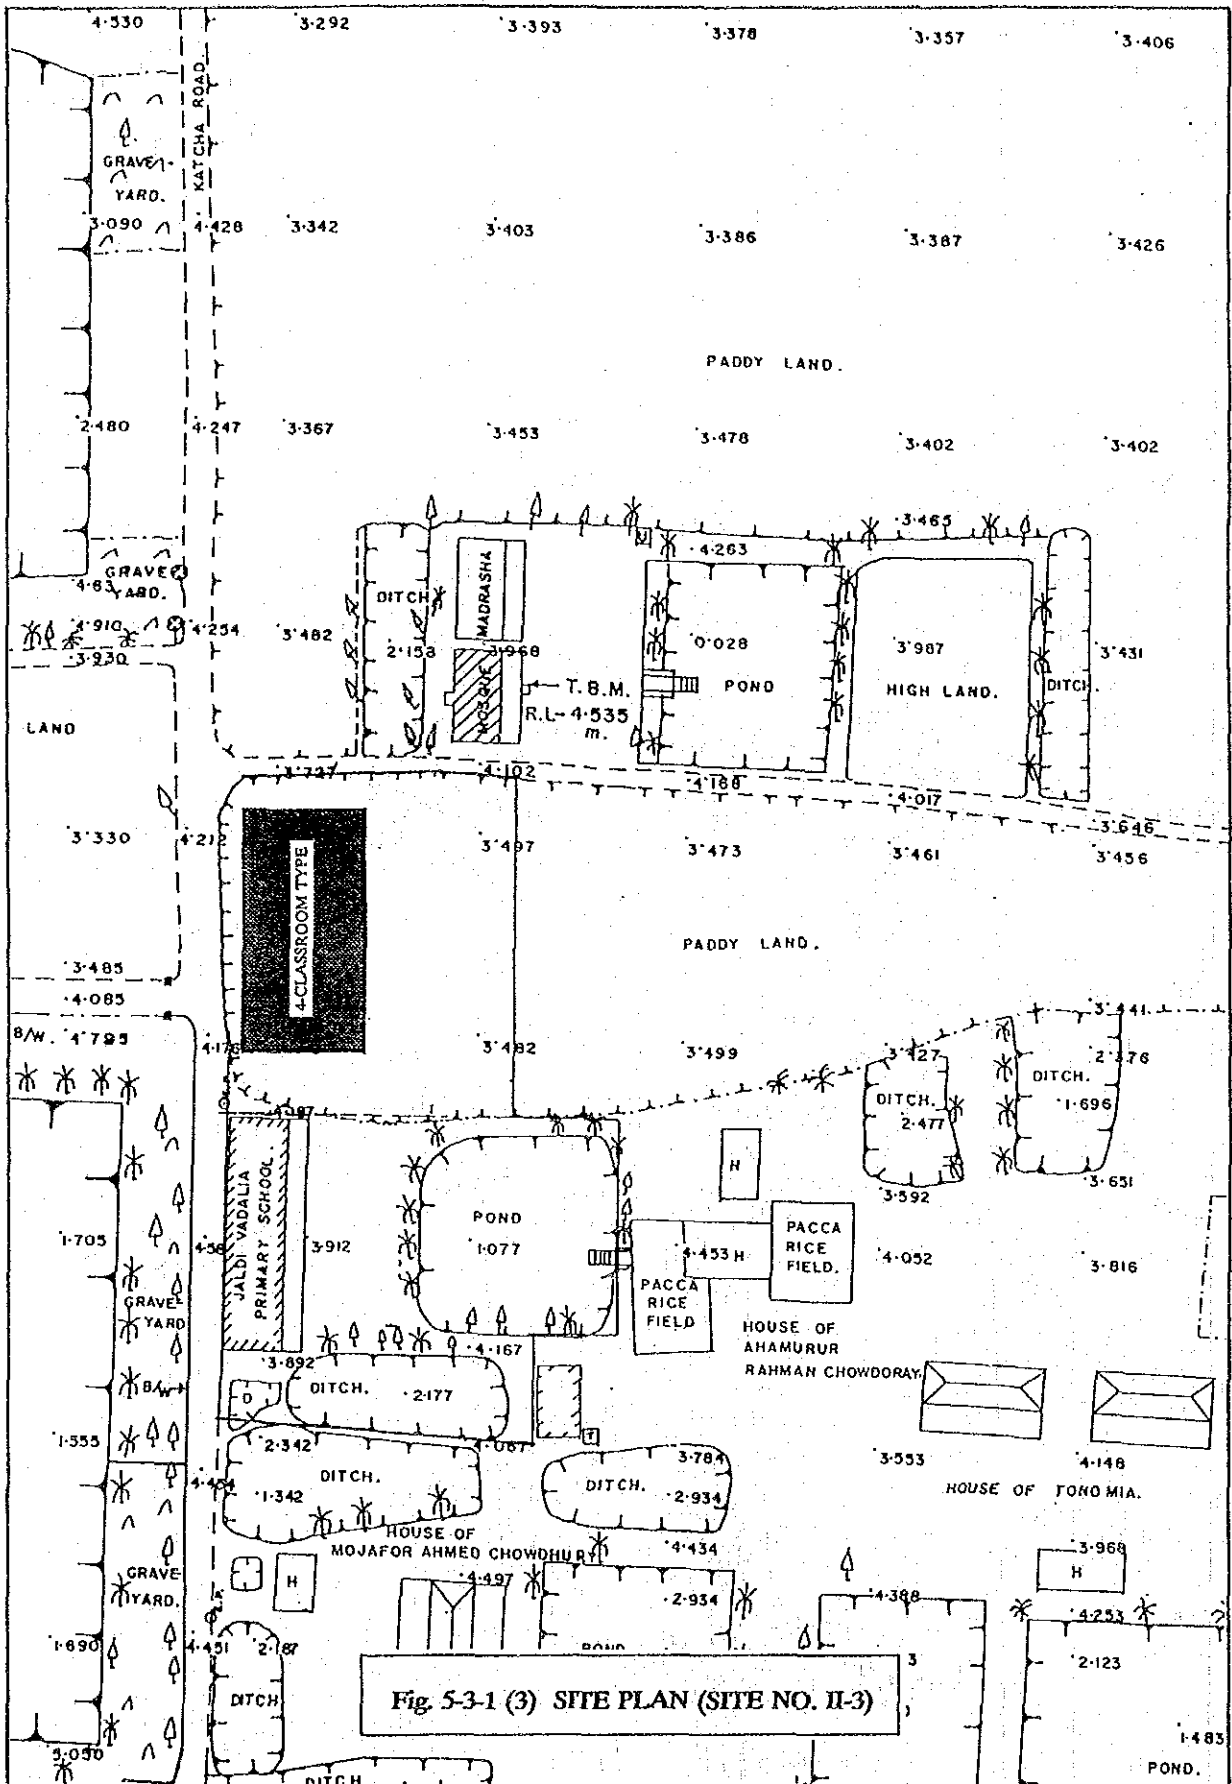 4.530 3.292 3.393 3.378 3.357 3.406
KATCHA ROAD.
GRAVE-
YARD.
3.090 4.428 3.342 3.403 3.386 3.387 3.426
PADDY LAND.
2.480 4.247 3.367 3.453 3.478 3.402 3.402
3.465
4.263
GRAVE
YARD.
DITCH
MADRASHA
4.910 4.254 3.482 2.153 3.968 0.028 3.987 3.431
3.930
MOSQUE
T.B.M.
R.L- 4.535
m.
POND
HIGH LAND.
DITCH.
LAND
3.727 4.102 4.168 4.017 3.646
3.330 4.212 3.497 3.473 3.461 3.456
4-CLASSROOM TYPE
PADDY LAND.
3.485
4.085
B/W. 4.795
3.482 3.499 3.427 3.441
2.276
DITCH.
DITCH.
1.696
2.477
JALDI VADALIA
PRIMARY SCHOOL.
H
3.651
3.592
1.705 3.912
POND
1.077
4.453 H
PACCA
RICE
FIELD.
4.052 3.816
PACCA
RICE
FIELD
GRAVE
YARD
HOUSE OF
AHAMURUR
RAHMAN CHOWDORAY.
3.892 4.167
B/W
D
DITCH. 2.177
1.555 2.342 4.067 3.784 3.553 4.148
T
DITCH.
1.342
DITCH.
2.934
HOUSE OF TONO MIA.
HOUSE OF
MOJAFOR AHMED CHOWDHURY
4.434
3.968
H
GRAVE
YARD.
H
4.497 2.934 4.388 4.253
1.690 4.451 2.187
POND
3
2.123
DITCH
Fig. 5-3-1 (3) SITE PLAN (SITE NO. II-3)
1.483
POND.
DITCH